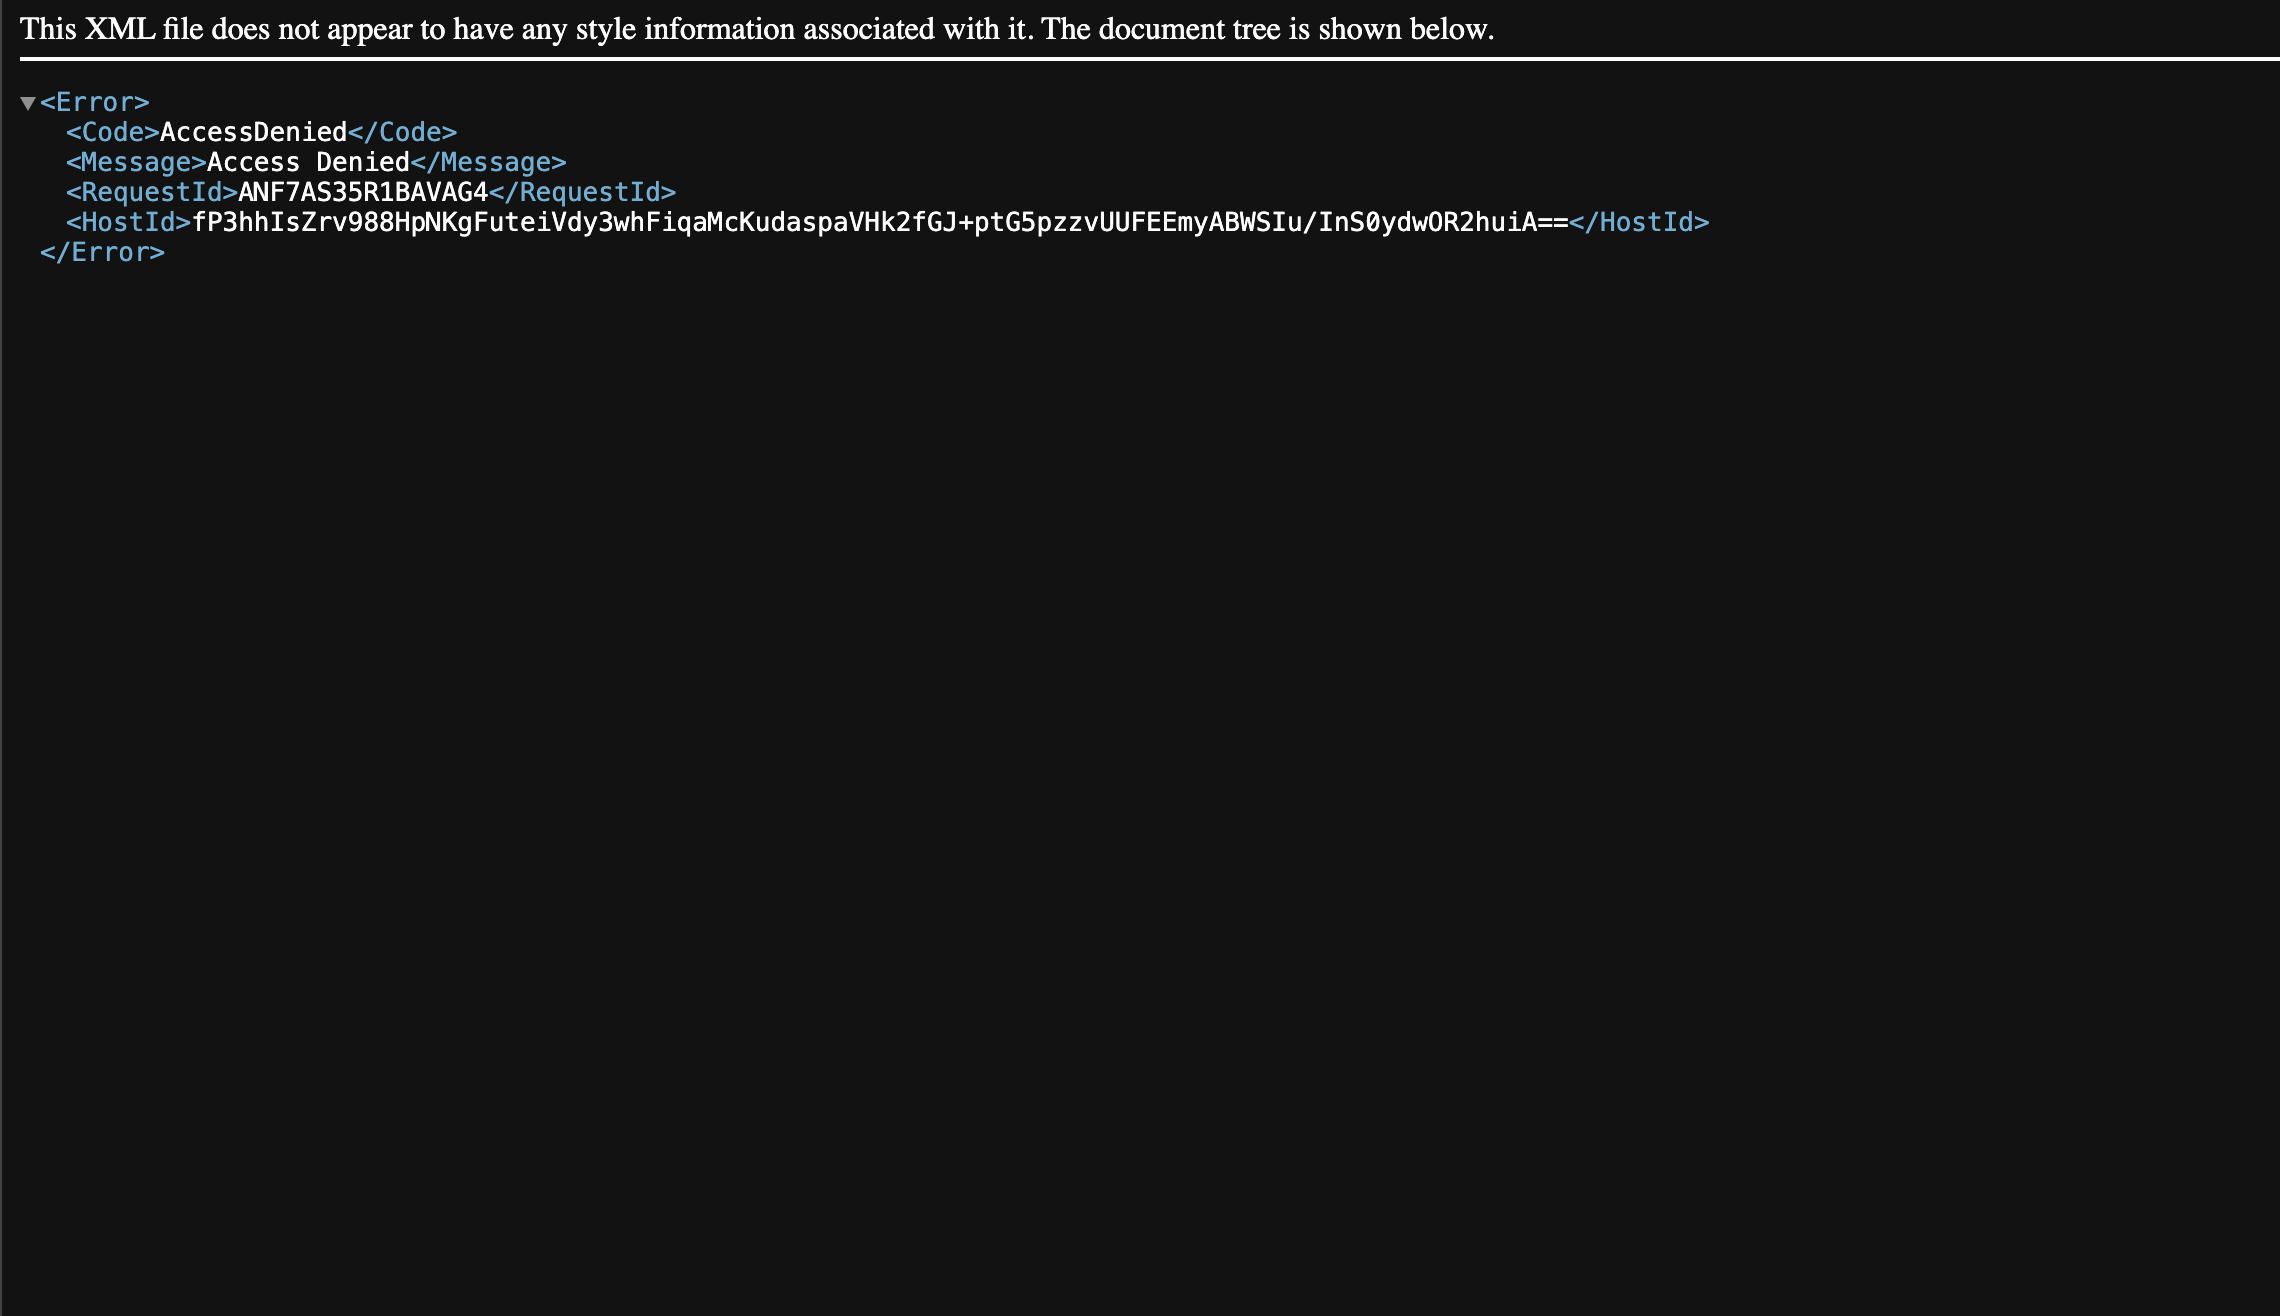 This XML file does not appear to have any style information associated with it. The document tree is shown below.
▼<Error>
<Code>AccessDenied</Code>
<Message>Access Denied</Message>
<RequestId>ANF7AS35R1BAVAG4</RequestId>
<HostId>fP3hhIsZrv988HpNKgFuteiVdy3whFiqaMcKudaspaVHk2fGJ+ptG5pzzvUUFEEmyABWSIu/InS0ydwOR2huiA==</HostId>
</Error>